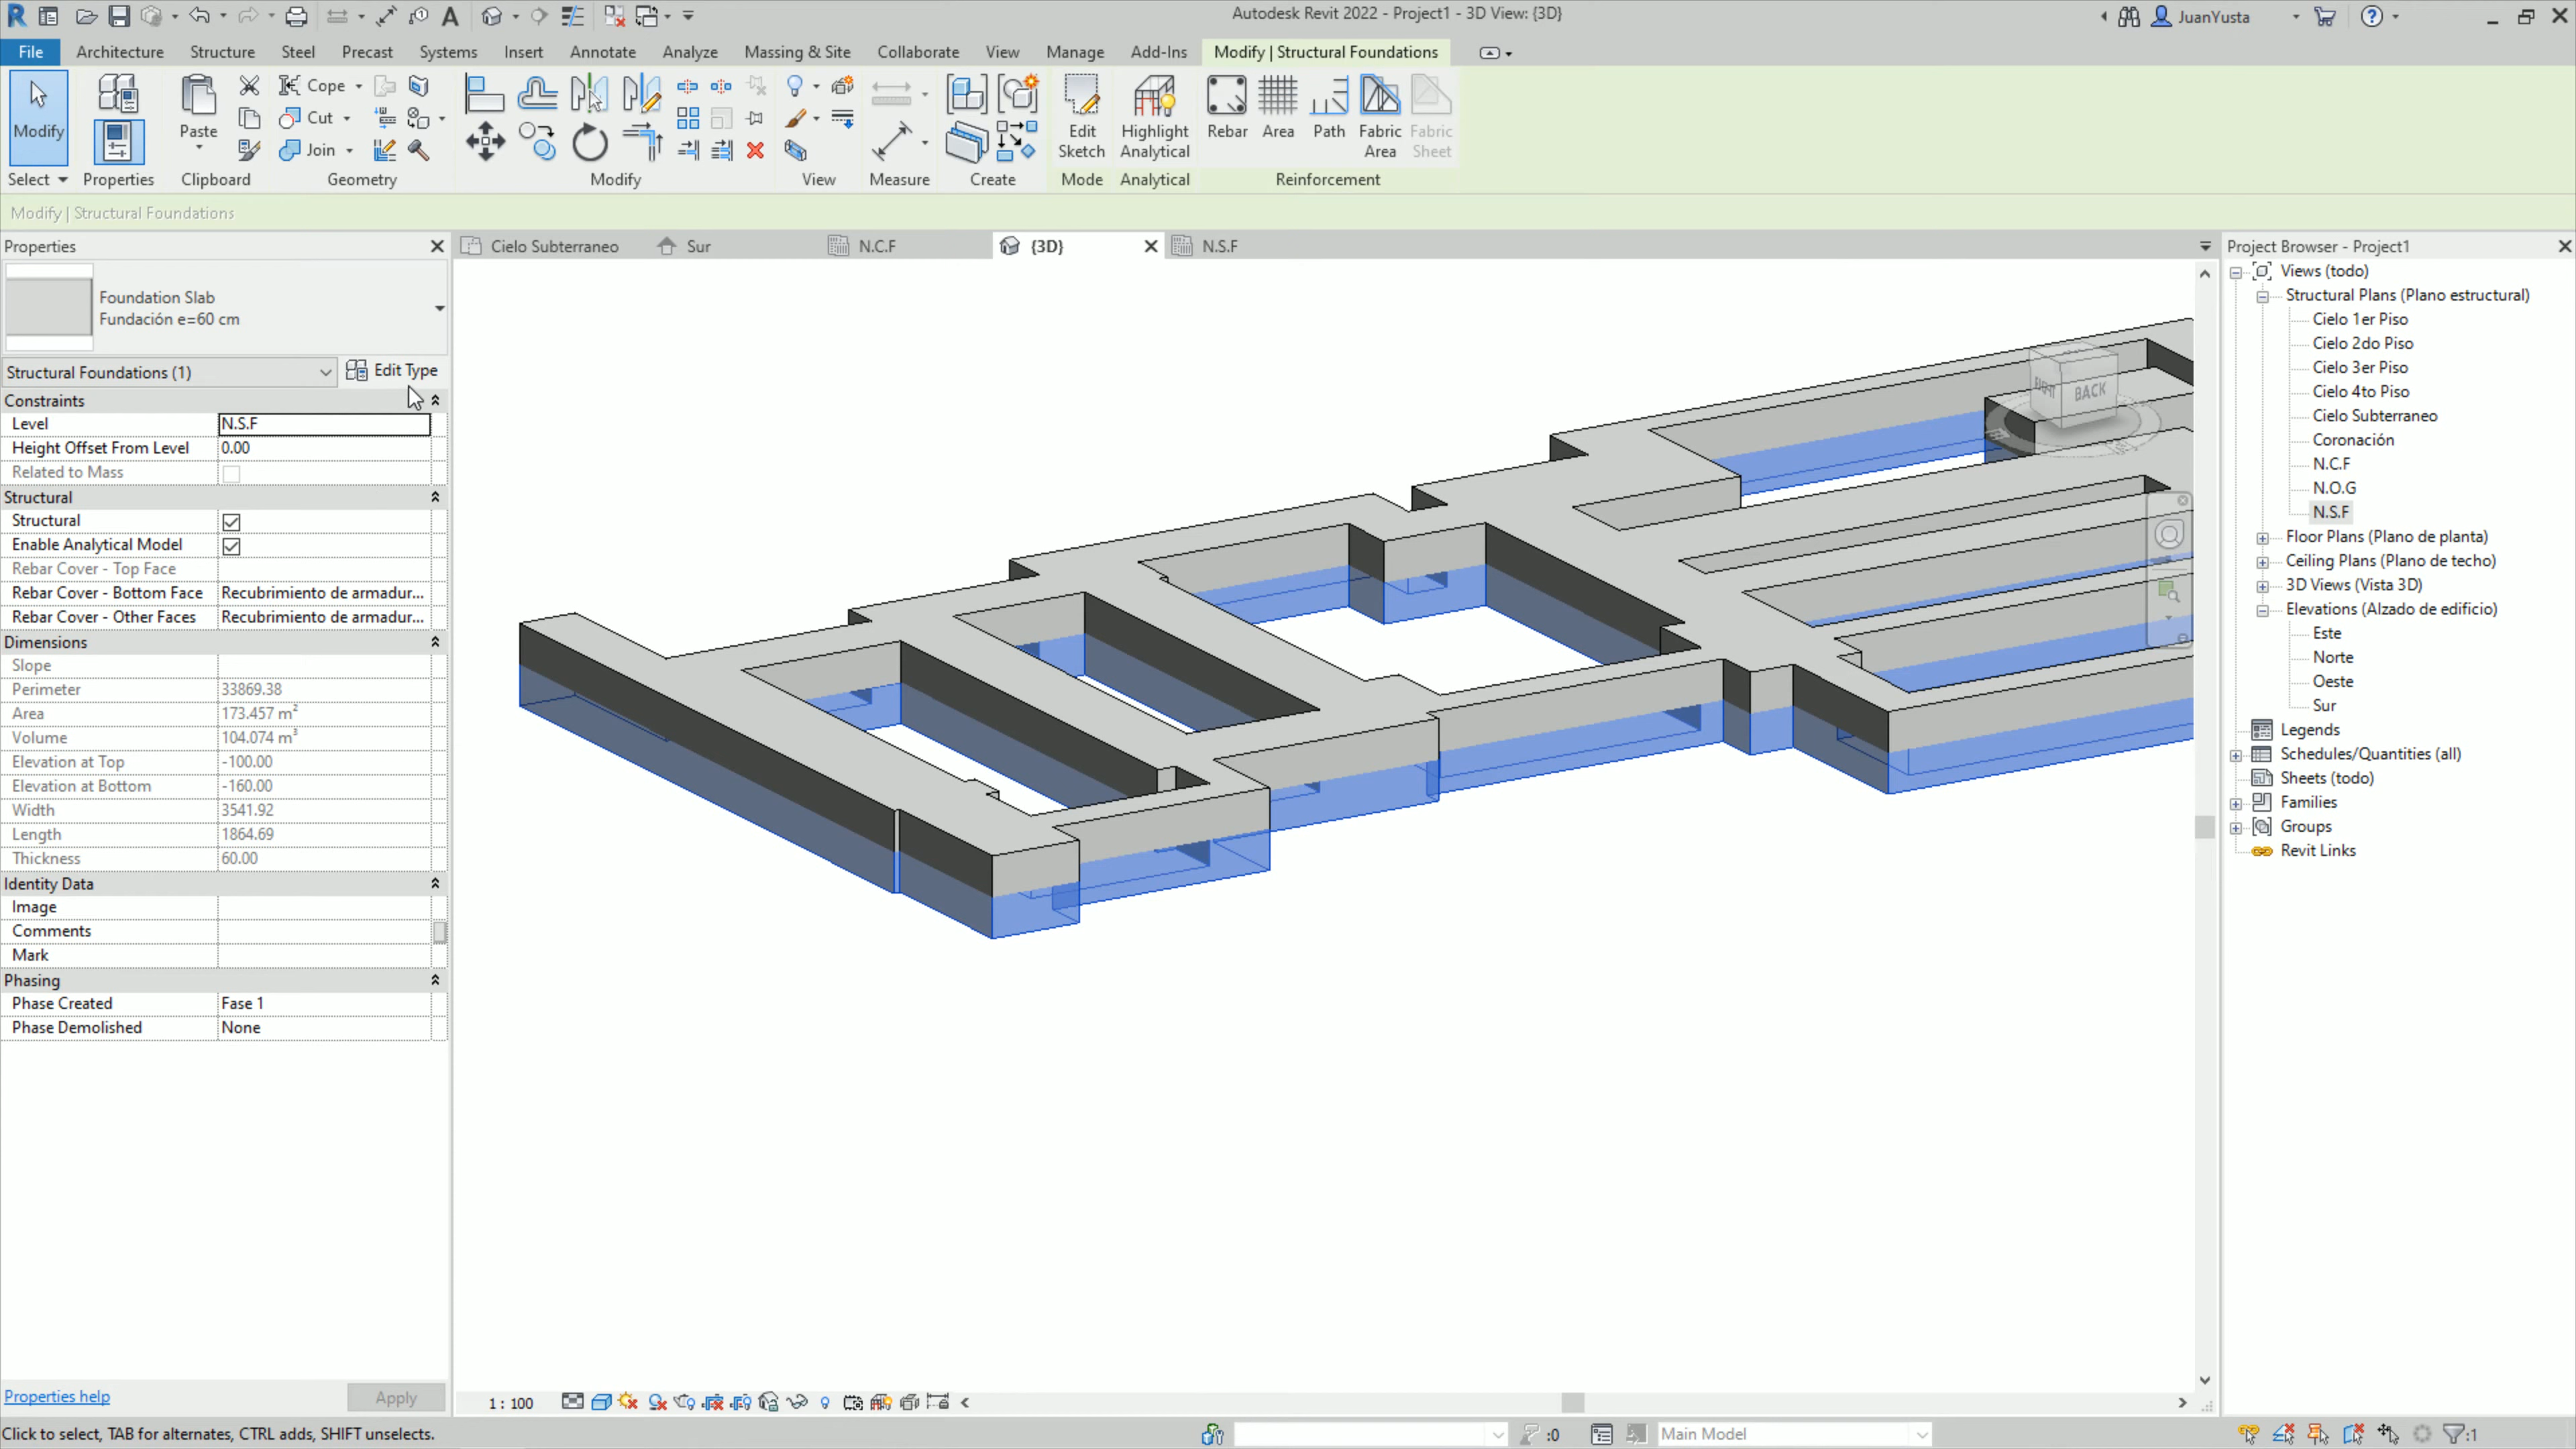 Autodesk Revit 2022 - Project1 - 3D View: {3D}
JuanYusta
File Architecture Structure Steel Precast Systems Insert Annotate Analyze Massing & Site Collaborate View Manage Add-Ins Modify | Structural Foundations
Modify
Paste
Cope
Cut
Join
Edit Sketch
Highlight Analytical
Rebar
Area
Path
Fabric Area
Fabric Sheet
Select Properties Clipboard Geometry Modify View Measure Create Mode Analytical Reinforcement
Modify | Structural Foundations
Properties
Cielo Subterraneo
Sur
N.C.F
{3D}
N.S.F
Foundation Slab
Fundación e=60 cm
Structural Foundations (1)
Edit Type
Constraints
Level N.S.F
Height Offset From Level 0.00
Related to Mass
Structural
Structural
Enable Analytical Model
Rebar Cover - Top Face
Rebar Cover - Bottom Face Recubrimiento de armadur...
Rebar Cover - Other Faces Recubrimiento de armadur...
Dimensions
Slope
Perimeter 33869.38
Area 173.457 m²
Volume 104.074 m³
Elevation at Top -100.00
Elevation at Bottom -160.00
Width 3541.92
Length 1864.69
Thickness 60.00
Identity Data
Image
Comments
Mark
Phasing
Phase Created Fase 1
Phase Demolished None
Properties help
Apply
BACK
Project Browser - Project1
Views (todo)
Structural Plans (Plano estructural)
Cielo 1er Piso
Cielo 2do Piso
Cielo 3er Piso
Cielo 4to Piso
Cielo Subterraneo
Coronación
N.C.F
N.O.G
N.S.F
Floor Plans (Plano de planta)
Ceiling Plans (Plano de techo)
3D Views (Vista 3D)
Elevations (Alzado de edificio)
Este
Norte
Oeste
Sur
Legends
Schedules/Quantities (all)
Sheets (todo)
Families
Groups
Revit Links
1 : 100
Click to select, TAB for alternates, CTRL adds, SHIFT unselects.
:0
Main Model
:1